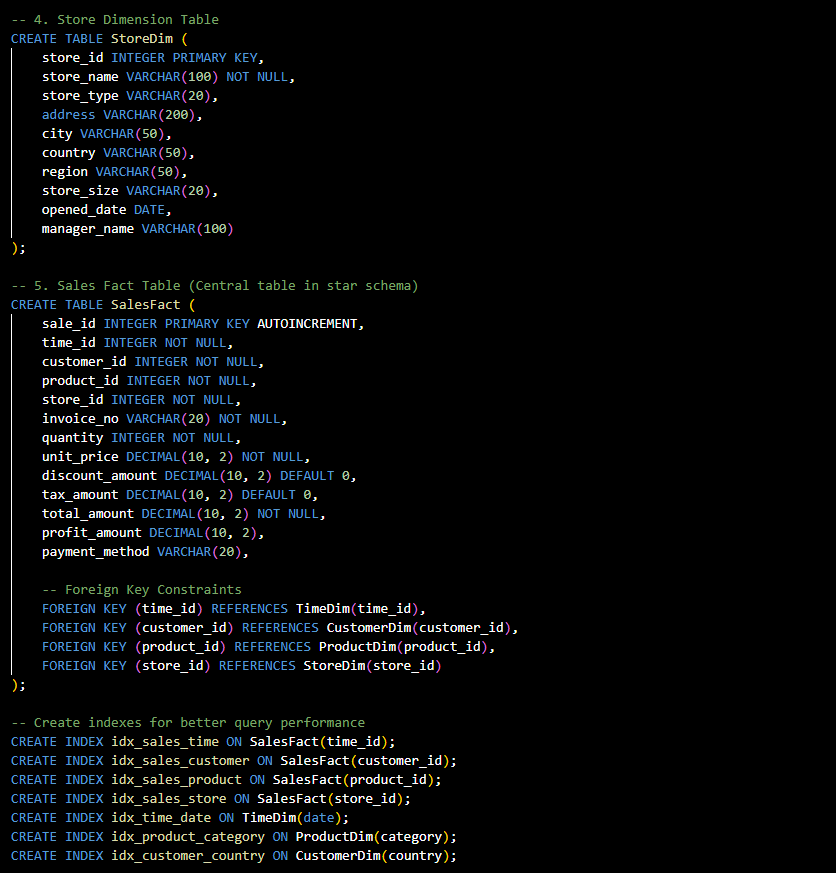 -- 4. Store Dimension Table
CREATE TABLE StoreDim (
    store_id INTEGER PRIMARY KEY,
    store_name VARCHAR(100) NOT NULL,
    store_type VARCHAR(20),
    address VARCHAR(200),
    city VARCHAR(50),
    country VARCHAR(50),
    region VARCHAR(50),
    store_size VARCHAR(20),
    opened_date DATE,
    manager_name VARCHAR(100)
);

-- 5. Sales Fact Table (Central table in star schema)
CREATE TABLE SalesFact (
    sale_id INTEGER PRIMARY KEY AUTOINCREMENT,
    time_id INTEGER NOT NULL,
    customer_id INTEGER NOT NULL,
    product_id INTEGER NOT NULL,
    store_id INTEGER NOT NULL,
    invoice_no VARCHAR(20) NOT NULL,
    quantity INTEGER NOT NULL,
    unit_price DECIMAL(10, 2) NOT NULL,
    discount_amount DECIMAL(10, 2) DEFAULT 0,
    tax_amount DECIMAL(10, 2) DEFAULT 0,
    total_amount DECIMAL(10, 2) NOT NULL,
    profit_amount DECIMAL(10, 2),
    payment_method VARCHAR(20),

    -- Foreign Key Constraints
    FOREIGN KEY (time_id) REFERENCES TimeDim(time_id),
    FOREIGN KEY (customer_id) REFERENCES CustomerDim(customer_id),
    FOREIGN KEY (product_id) REFERENCES ProductDim(product_id),
    FOREIGN KEY (store_id) REFERENCES StoreDim(store_id)
);

-- Create indexes for better query performance
CREATE INDEX idx_sales_time ON SalesFact(time_id);
CREATE INDEX idx_sales_customer ON SalesFact(customer_id);
CREATE INDEX idx_sales_product ON SalesFact(product_id);
CREATE INDEX idx_sales_store ON SalesFact(store_id);
CREATE INDEX idx_time_date ON TimeDim(date);
CREATE INDEX idx_product_category ON ProductDim(category);
CREATE INDEX idx_customer_country ON CustomerDim(country);